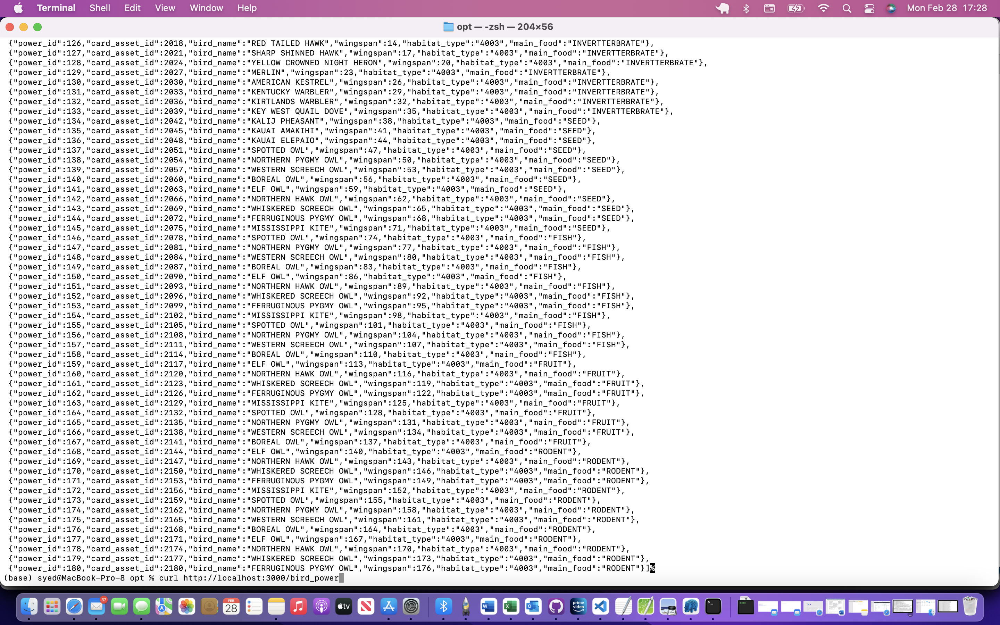 Terminal Shell Edit View Window Help Mon Feb 28 17:28
opt — -zsh — 204×56
{"power_id":126,"card_asset_id":2018,"bird_name":"RED TAILED HAWK","wingspan":14,"habitat_type":"4003","main_food":"INVERTTERBRATE"},
{"power_id":127,"card_asset_id":2021,"bird_name":"SHARP SHINNED HAWK","wingspan":17,"habitat_type":"4003","main_food":"INVERTTERBRATE"},
{"power_id":128,"card_asset_id":2024,"bird_name":"YELLOW CROWNED NIGHT HERON","wingspan":20,"habitat_type":"4003","main_food":"INVERTTERBRATE"},
{"power_id":129,"card_asset_id":2027,"bird_name":"MERLIN","wingspan":23,"habitat_type":"4003","main_food":"INVERTTERBRATE"},
{"power_id":130,"card_asset_id":2030,"bird_name":"AMERICAN KESTREL","wingspan":26,"habitat_type":"4003","main_food":"INVERTTERBRATE"},
{"power_id":131,"card_asset_id":2033,"bird_name":"KENTUCKY WARBLER","wingspan":29,"habitat_type":"4003","main_food":"INVERTTERBRATE"},
{"power_id":132,"card_asset_id":2036,"bird_name":"KIRTLANDS WARBLER","wingspan":32,"habitat_type":"4003","main_food":"INVERTTERBRATE"},
{"power_id":133,"card_asset_id":2039,"bird_name":"KEY WEST QUAIL DOVE","wingspan":35,"habitat_type":"4003","main_food":"INVERTTERBRATE"},
{"power_id":134,"card_asset_id":2042,"bird_name":"KALIJ PHEASANT","wingspan":38,"habitat_type":"4003","main_food":"SEED"},
{"power_id":135,"card_asset_id":2045,"bird_name":"KAUAI AMAKIHI","wingspan":41,"habitat_type":"4003","main_food":"SEED"},
{"power_id":136,"card_asset_id":2048,"bird_name":"KAUAI ELEPAIO","wingspan":44,"habitat_type":"4003","main_food":"SEED"},
{"power_id":137,"card_asset_id":2051,"bird_name":"SPOTTED OWL","wingspan":47,"habitat_type":"4003","main_food":"SEED"},
{"power_id":138,"card_asset_id":2054,"bird_name":"NORTHERN PYGMY OWL","wingspan":50,"habitat_type":"4003","main_food":"SEED"},
{"power_id":139,"card_asset_id":2057,"bird_name":"WESTERN SCREECH OWL","wingspan":53,"habitat_type":"4003","main_food":"SEED"},
{"power_id":140,"card_asset_id":2060,"bird_name":"BOREAL OWL","wingspan":56,"habitat_type":"4003","main_food":"SEED"},
{"power_id":141,"card_asset_id":2063,"bird_name":"ELF OWL","wingspan":59,"habitat_type":"4003","main_food":"SEED"},
{"power_id":142,"card_asset_id":2066,"bird_name":"NORTHERN HAWK OWL","wingspan":62,"habitat_type":"4003","main_food":"SEED"},
{"power_id":143,"card_asset_id":2069,"bird_name":"WHISKERED SCREECH OWL","wingspan":65,"habitat_type":"4003","main_food":"SEED"},
{"power_id":144,"card_asset_id":2072,"bird_name":"FERRUGINOUS PYGMY OWL","wingspan":68,"habitat_type":"4003","main_food":"SEED"},
{"power_id":145,"card_asset_id":2075,"bird_name":"MISSISSIPPI KITE","wingspan":71,"habitat_type":"4003","main_food":"SEED"},
{"power_id":146,"card_asset_id":2078,"bird_name":"SPOTTED OWL","wingspan":74,"habitat_type":"4003","main_food":"FISH"},
{"power_id":147,"card_asset_id":2081,"bird_name":"NORTHERN PYGMY OWL","wingspan":77,"habitat_type":"4003","main_food":"FISH"},
{"power_id":148,"card_asset_id":2084,"bird_name":"WESTERN SCREECH OWL","wingspan":80,"habitat_type":"4003","main_food":"FISH"},
{"power_id":149,"card_asset_id":2087,"bird_name":"BOREAL OWL","wingspan":83,"habitat_type":"4003","main_food":"FISH"},
{"power_id":150,"card_asset_id":2090,"bird_name":"ELF OWL","wingspan":86,"habitat_type":"4003","main_food":"FISH"},
{"power_id":151,"card_asset_id":2093,"bird_name":"NORTHERN HAWK OWL","wingspan":89,"habitat_type":"4003","main_food":"FISH"},
{"power_id":152,"card_asset_id":2096,"bird_name":"WHISKERED SCREECH OWL","wingspan":92,"habitat_type":"4003","main_food":"FISH"},
{"power_id":153,"card_asset_id":2099,"bird_name":"FERRUGINOUS PYGMY OWL","wingspan":95,"habitat_type":"4003","main_food":"FISH"},
{"power_id":154,"card_asset_id":2102,"bird_name":"MISSISSIPPI KITE","wingspan":98,"habitat_type":"4003","main_food":"FISH"},
{"power_id":155,"card_asset_id":2105,"bird_name":"SPOTTED OWL","wingspan":101,"habitat_type":"4003","main_food":"FISH"},
{"power_id":156,"card_asset_id":2108,"bird_name":"NORTHERN PYGMY OWL","wingspan":104,"habitat_type":"4003","main_food":"FISH"},
{"power_id":157,"card_asset_id":2111,"bird_name":"WESTERN SCREECH OWL","wingspan":107,"habitat_type":"4003","main_food":"FISH"},
{"power_id":158,"card_asset_id":2114,"bird_name":"BOREAL OWL","wingspan":110,"habitat_type":"4003","main_food":"FISH"},
{"power_id":159,"card_asset_id":2117,"bird_name":"ELF OWL","wingspan":113,"habitat_type":"4003","main_food":"FRUIT"},
{"power_id":160,"card_asset_id":2120,"bird_name":"NORTHERN HAWK OWL","wingspan":116,"habitat_type":"4003","main_food":"FRUIT"},
{"power_id":161,"card_asset_id":2123,"bird_name":"WHISKERED SCREECH OWL","wingspan":119,"habitat_type":"4003","main_food":"FRUIT"},
{"power_id":162,"card_asset_id":2126,"bird_name":"FERRUGINOUS PYGMY OWL","wingspan":122,"habitat_type":"4003","main_food":"FRUIT"},
{"power_id":163,"card_asset_id":2129,"bird_name":"MISSISSIPPI KITE","wingspan":125,"habitat_type":"4003","main_food":"FRUIT"},
{"power_id":164,"card_asset_id":2132,"bird_name":"SPOTTED OWL","wingspan":128,"habitat_type":"4003","main_food":"FRUIT"},
{"power_id":165,"card_asset_id":2135,"bird_name":"NORTHERN PYGMY OWL","wingspan":131,"habitat_type":"4003","main_food":"FRUIT"},
{"power_id":166,"card_asset_id":2138,"bird_name":"WESTERN SCREECH OWL","wingspan":134,"habitat_type":"4003","main_food":"FRUIT"},
{"power_id":167,"card_asset_id":2141,"bird_name":"BOREAL OWL","wingspan":137,"habitat_type":"4003","main_food":"FRUIT"},
{"power_id":168,"card_asset_id":2144,"bird_name":"ELF OWL","wingspan":140,"habitat_type":"4003","main_food":"RODENT"},
{"power_id":169,"card_asset_id":2147,"bird_name":"NORTHERN HAWK OWL","wingspan":143,"habitat_type":"4003","main_food":"RODENT"},
{"power_id":170,"card_asset_id":2150,"bird_name":"WHISKERED SCREECH OWL","wingspan":146,"habitat_type":"4003","main_food":"RODENT"},
{"power_id":171,"card_asset_id":2153,"bird_name":"FERRUGINOUS PYGMY OWL","wingspan":149,"habitat_type":"4003","main_food":"RODENT"},
{"power_id":172,"card_asset_id":2156,"bird_name":"MISSISSIPPI KITE","wingspan":152,"habitat_type":"4003","main_food":"RODENT"},
{"power_id":173,"card_asset_id":2159,"bird_name":"SPOTTED OWL","wingspan":155,"habitat_type":"4003","main_food":"RODENT"},
{"power_id":174,"card_asset_id":2162,"bird_name":"NORTHERN PYGMY OWL","wingspan":158,"habitat_type":"4003","main_food":"RODENT"},
{"power_id":175,"card_asset_id":2165,"bird_name":"WESTERN SCREECH OWL","wingspan":161,"habitat_type":"4003","main_food":"RODENT"},
{"power_id":176,"card_asset_id":2168,"bird_name":"BOREAL OWL","wingspan":164,"habitat_type":"4003","main_food":"RODENT"},
{"power_id":177,"card_asset_id":2171,"bird_name":"ELF OWL","wingspan":167,"habitat_type":"4003","main_food":"RODENT"},
{"power_id":178,"card_asset_id":2174,"bird_name":"NORTHERN HAWK OWL","wingspan":170,"habitat_type":"4003","main_food":"RODENT"},
{"power_id":179,"card_asset_id":2177,"bird_name":"WHISKERED SCREECH OWL","wingspan":173,"habitat_type":"4003","main_food":"RODENT"},
{"power_id":180,"card_asset_id":2180,"bird_name":"FERRUGINOUS PYGMY OWL","wingspan":176,"habitat_type":"4003","main_food":"RODENT"}]%
(base) syed@MacBook-Pro-8 opt % curl http://localhost:3000/bird_power
37 tv FEB 28 W X O prime video >_ exec